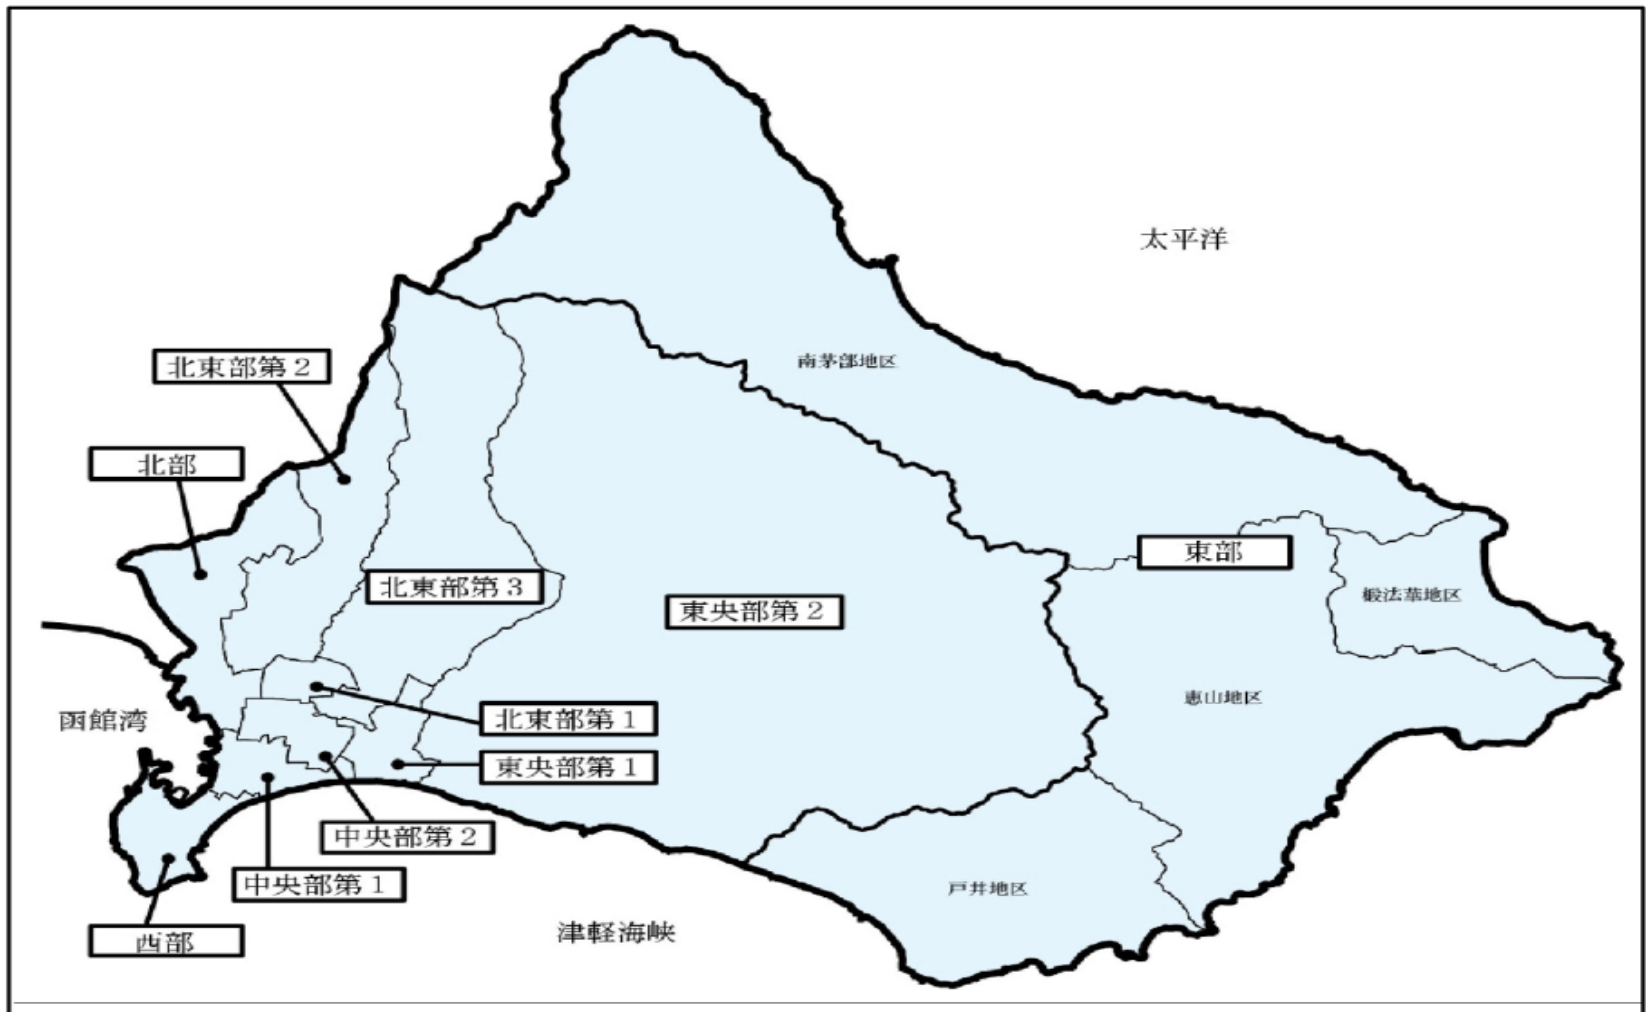 太平洋
北東部第２
南茅部地区
北部
東部
北東部第３
椴法華地区
東央部第２
恵山地区
函館湾
北東部第１
東央部第１
中央部第２
中央部第１
戸井地区
西部
津軽海峡